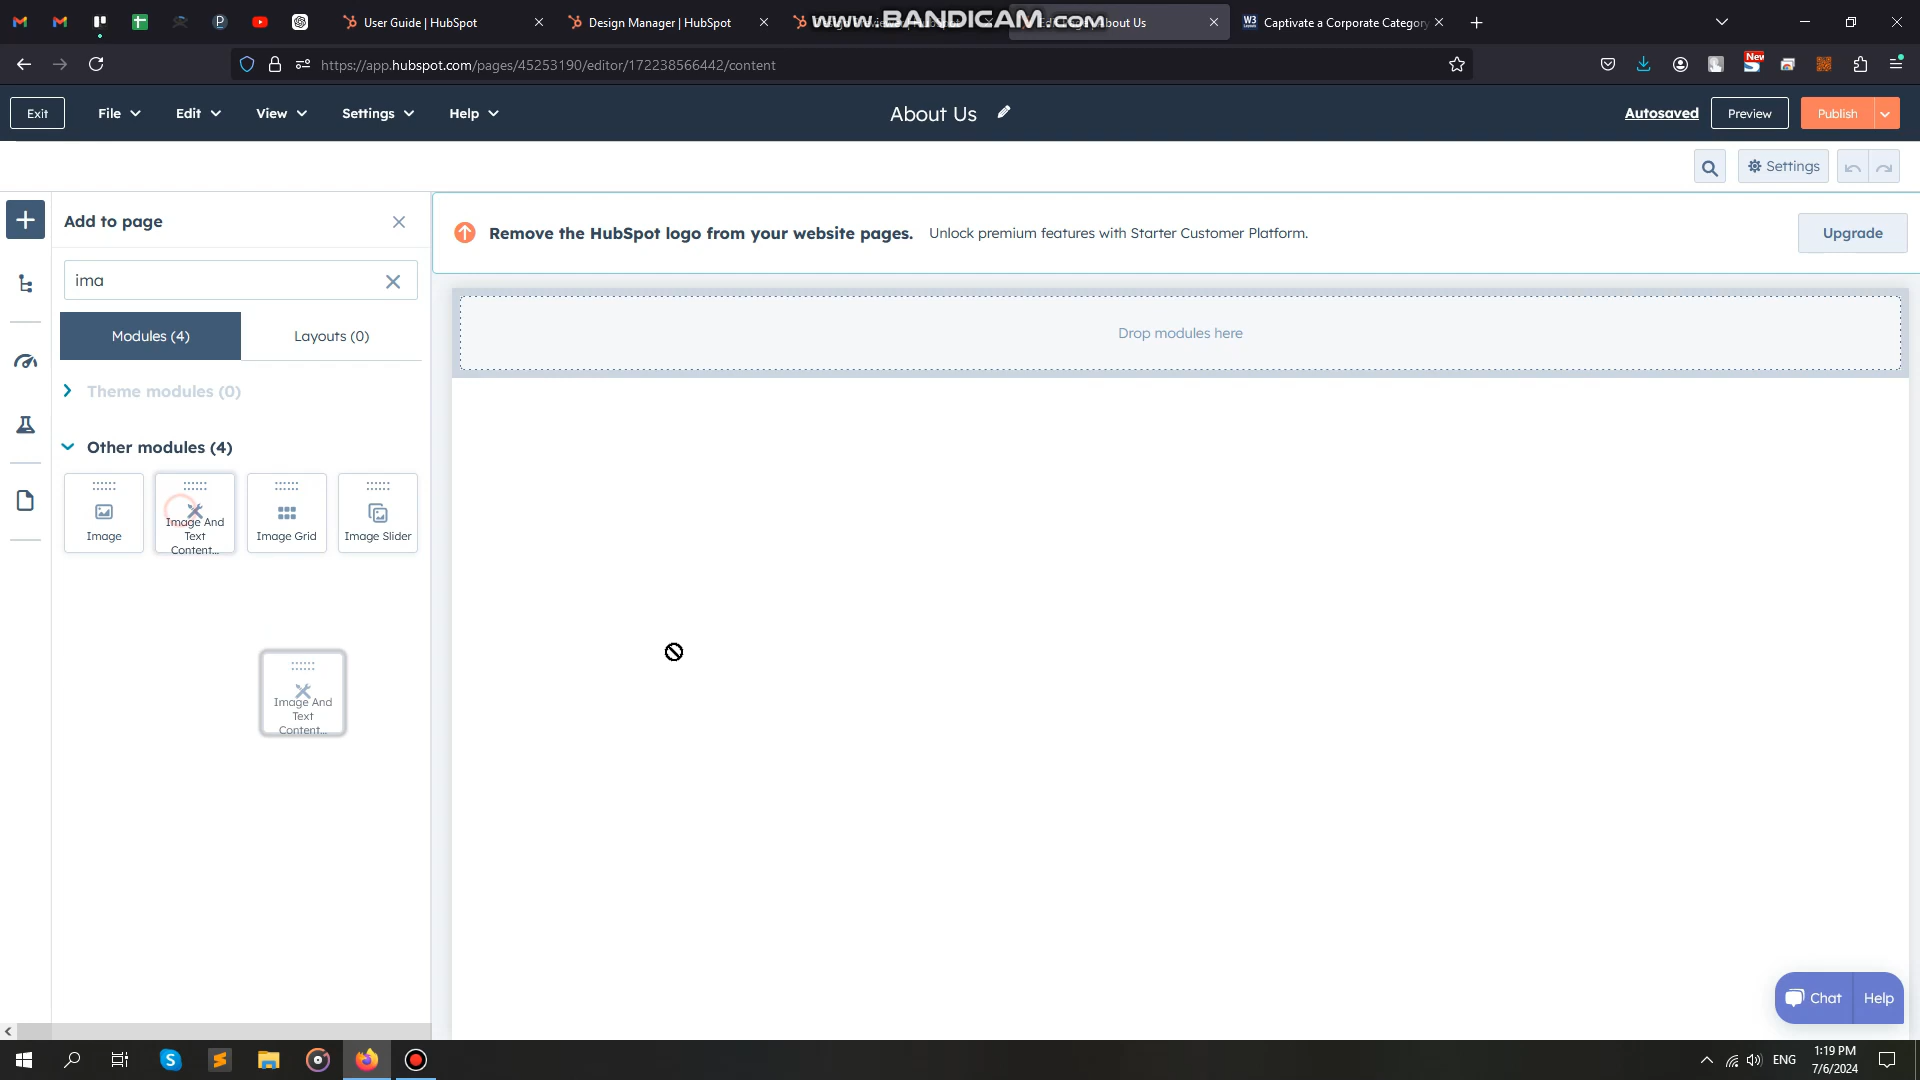 User Guide | HubSpot
Design Manager | HubSpot
www.BANDICAM.com
About Us
Captivate a Corporate Category
https://app.hubspot.com/pages/45253190/editor/172238566442/content
New
Exit
File
Edit
View
Settings
Help
About Us
Autosaved
Preview
Publish
Settings
Add to page
Remove the HubSpot logo from your website pages.
Unlock premium features with Starter Customer Platform.
Upgrade
ima
Modules (4)
Layouts (0)
Drop modules here
Theme modules (0)
Other modules (4)
Image
Image And
Text
Content...
Image Grid
Image Slider
Image And
Text
Content...
Chat
Help
ENG
1:19 PM
7/6/2024